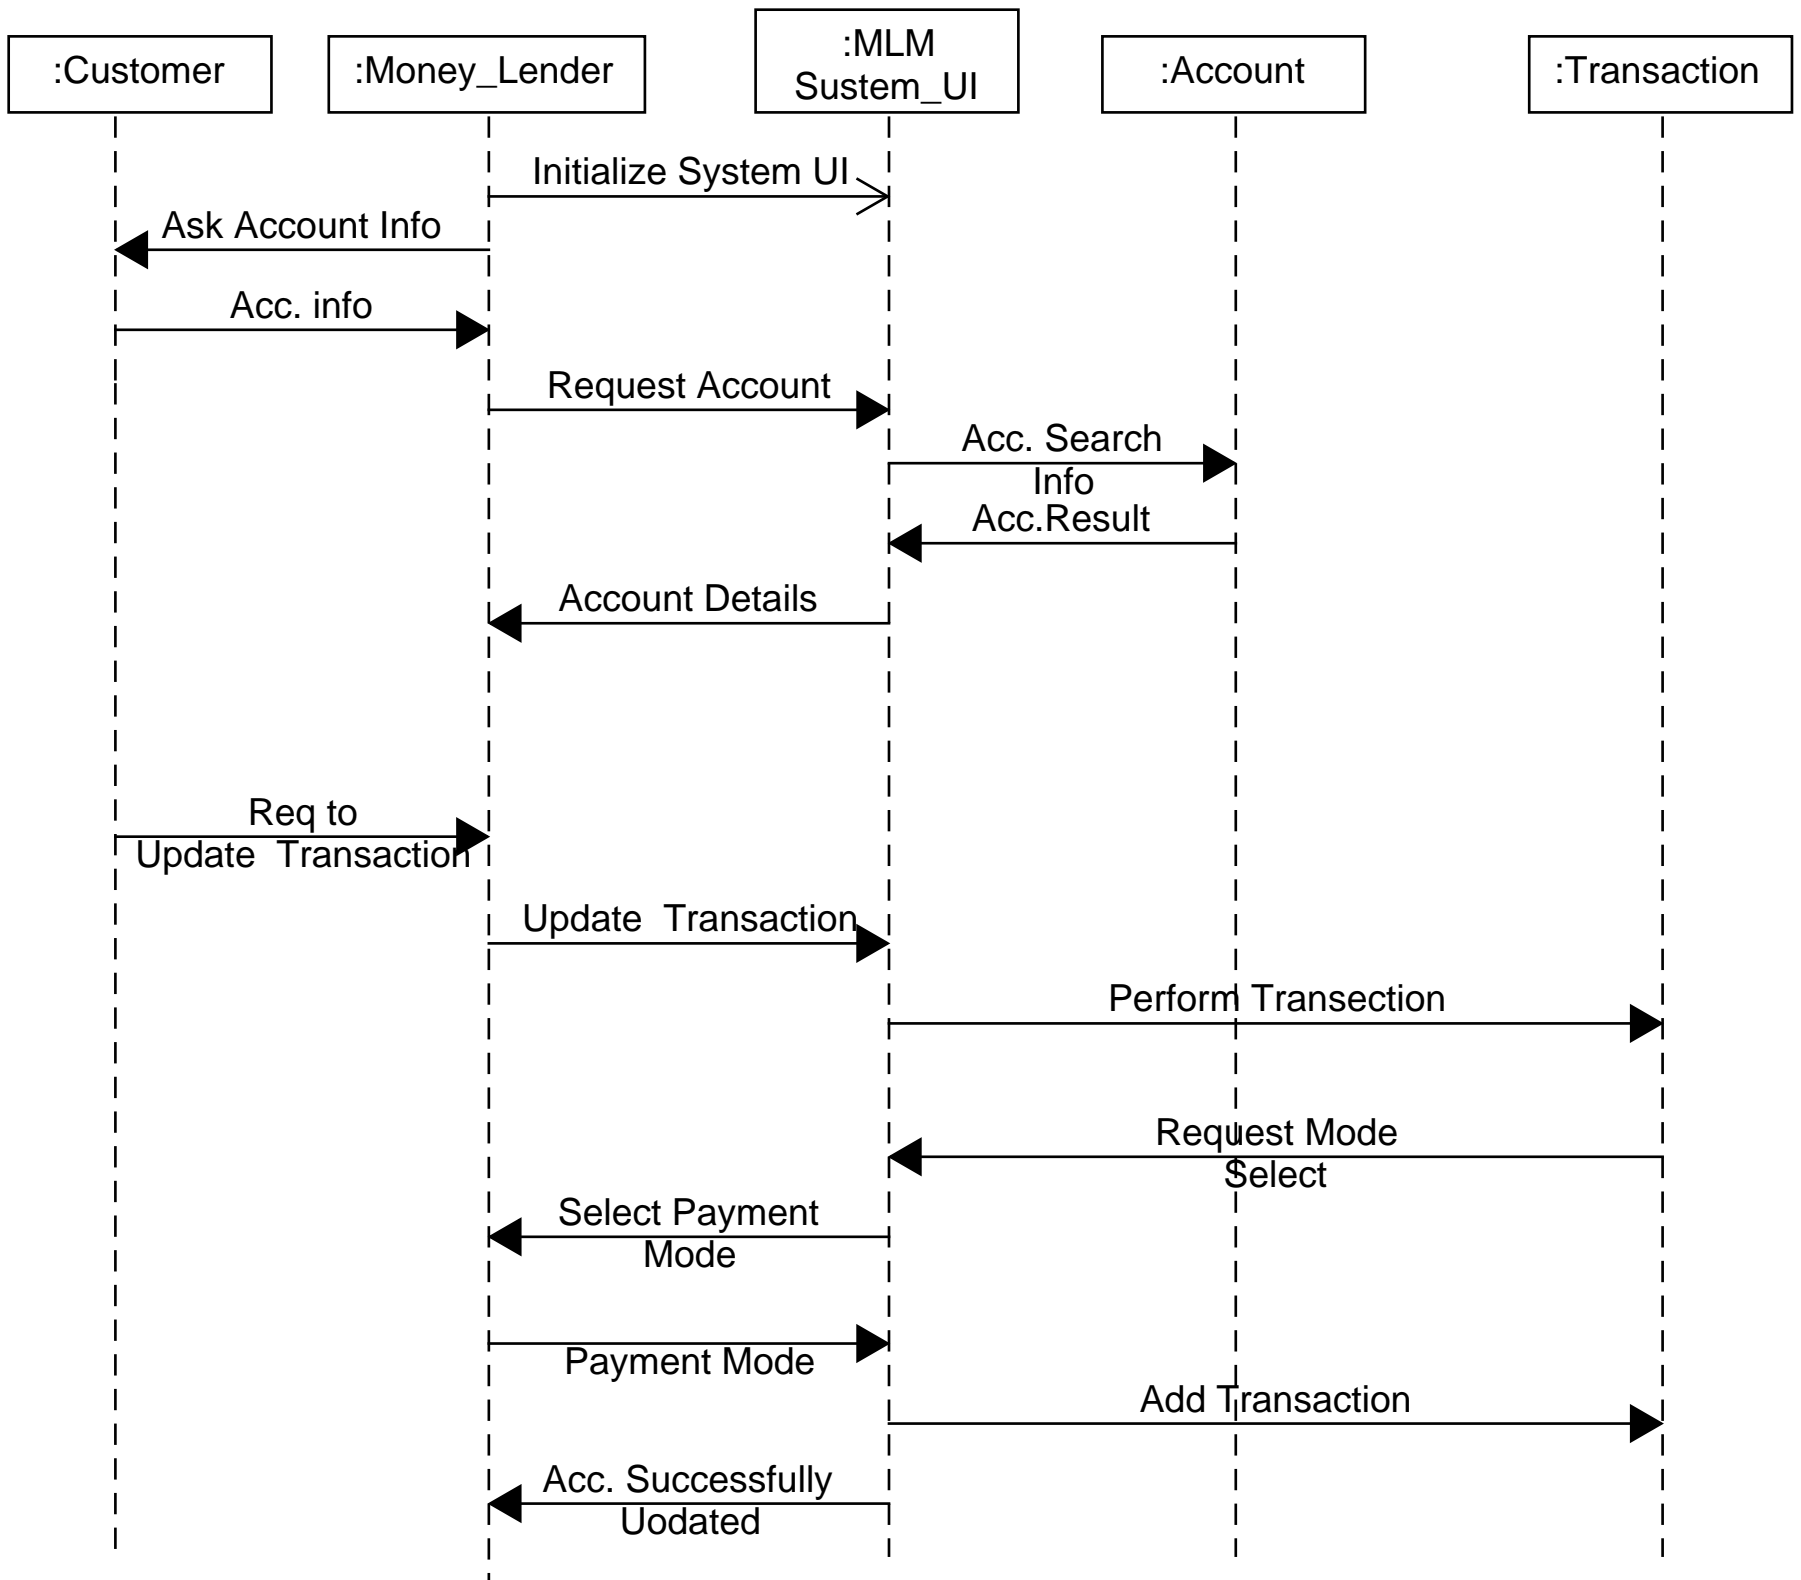 :Customer
:Money_Lender
:MLM
Sustem_UI
:Account
:Transaction
Initialize System UI
Ask Account Info
Acc. info
Request Account
Acc. Search
Info
Acc.Result
Account Details
Req to
Update  Transaction
Update  Transaction
Perform Transection
Request Mode
Select
Select Payment
Mode
Payment Mode
Add Transaction
Acc. Successfully
Uodated